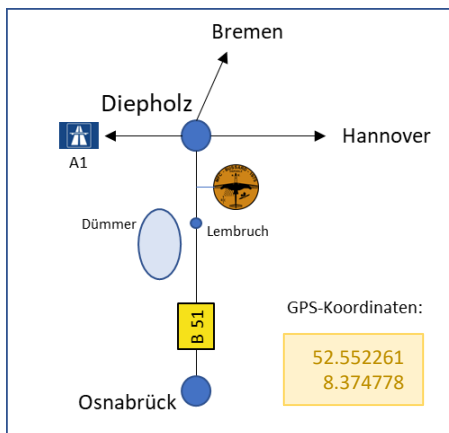 Bremen
Diepholz
A1
Hannover
Dümmer
Lembruch
B 51
GPS-Koordinaten:
52.552261
8.374778
Osnabrück